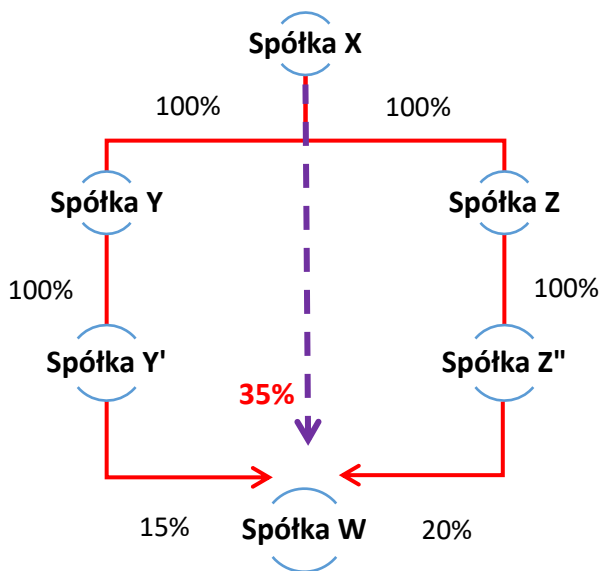 Spółka X
100%
100%
Spółka Y
Spółka Z
100%
100%
Spółka Y'
Spółka Z"
35%
15%
Spółka W
20%